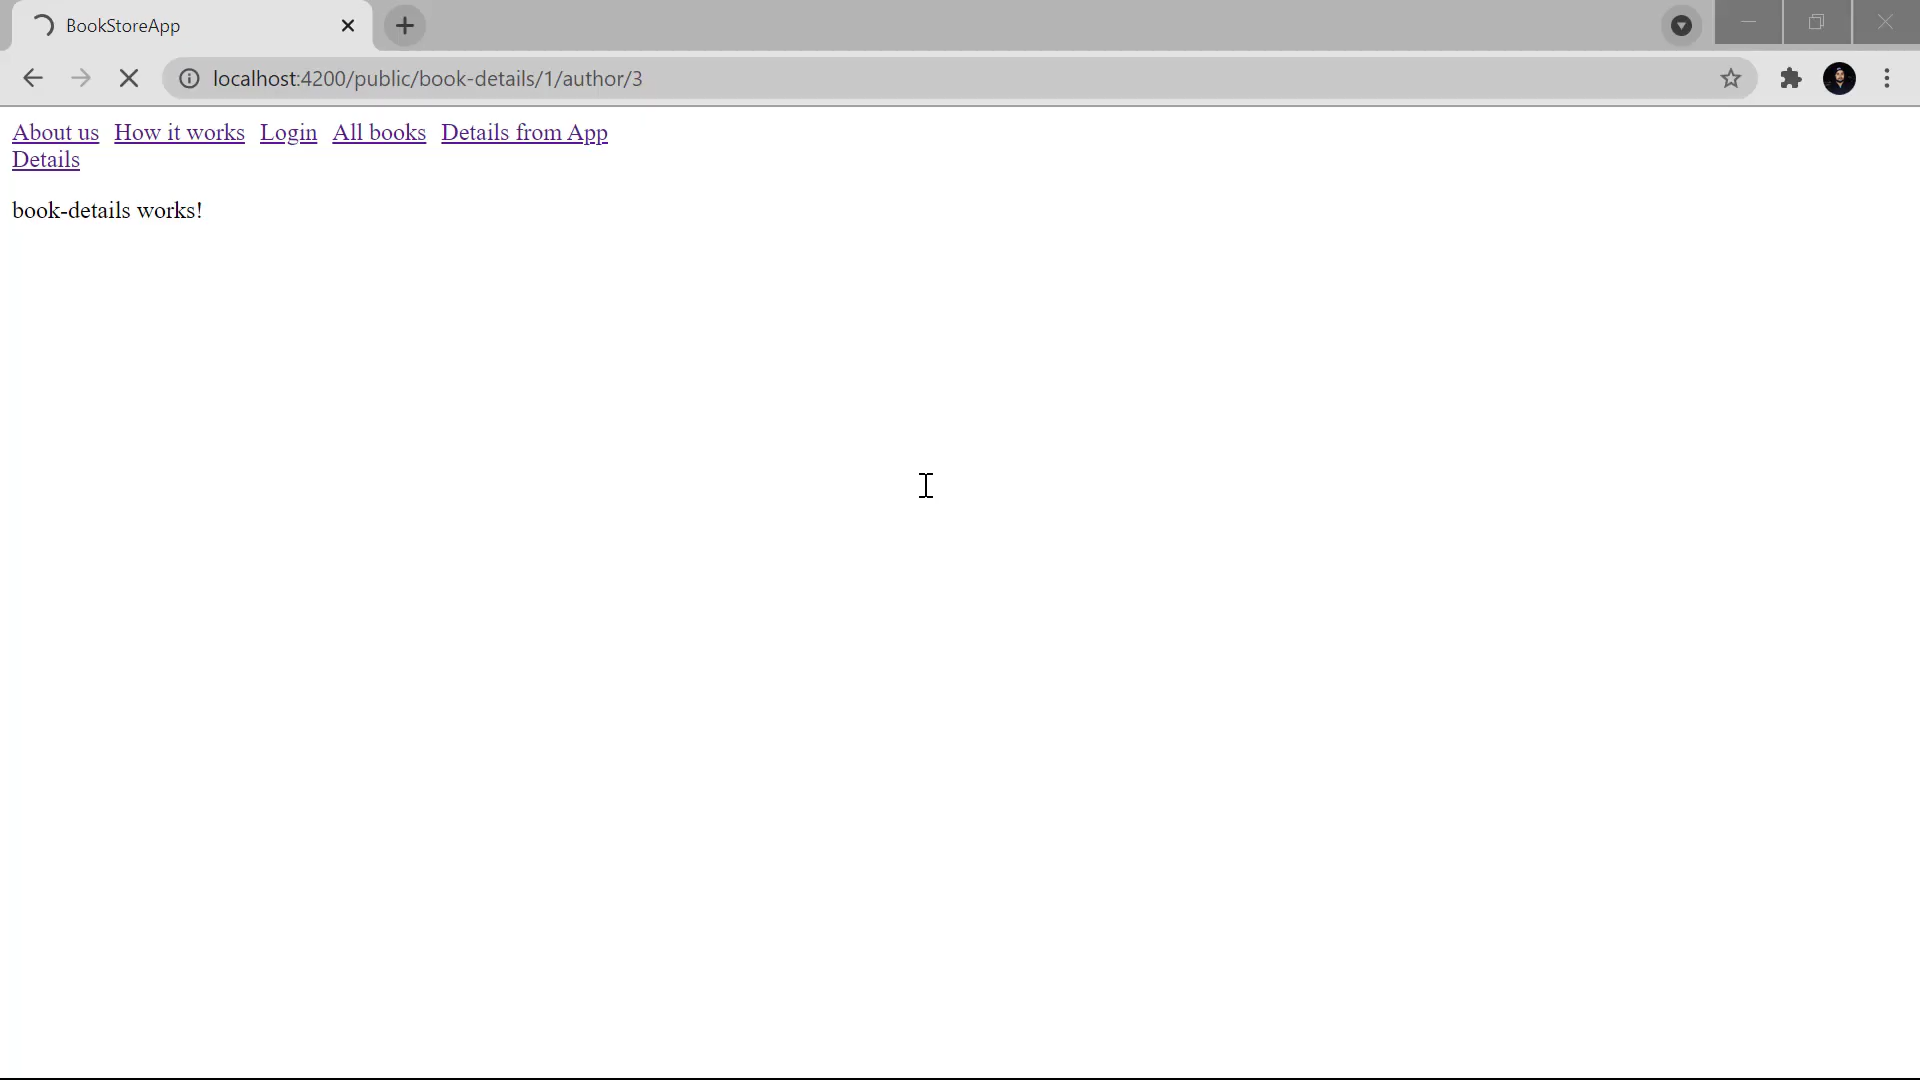 BookStoreApp
localhost:4200/public/book-details/1/author/3
About us How it works Login All books Details from App
Details
book-details works!